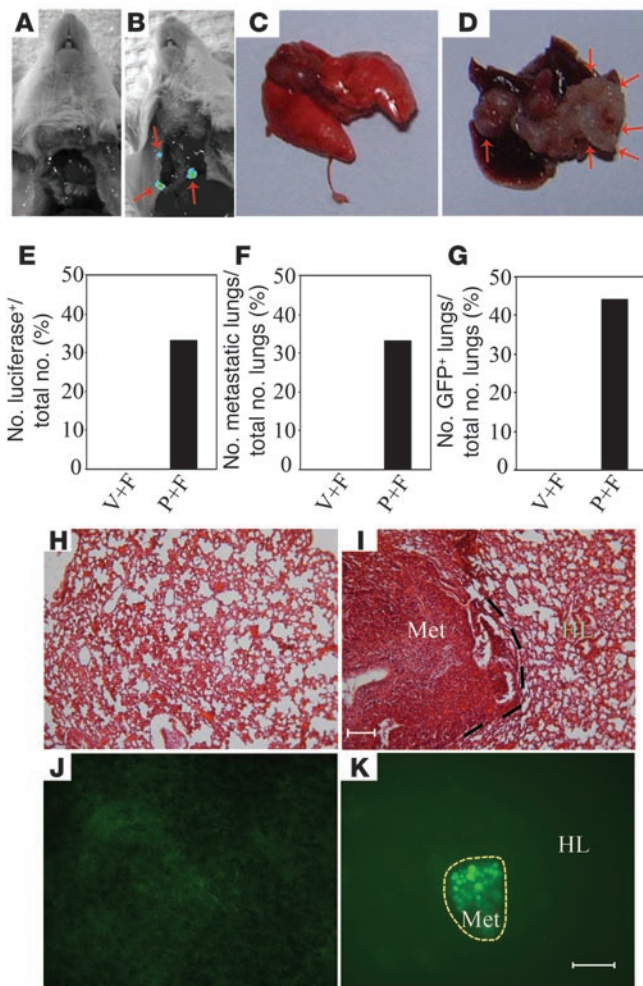 A
B
C
D
E
No. luciferase+/
total no. (%)
50
40
30
20
10
0
V+F
P+F
F
No. metastatic lungs/
total no. lungs (%)
50
40
30
20
10
0
V+F
P+F
G
No. GFP+ lungs/
total no. lungs (%)
50
40
30
20
10
0
V+F
P+F
H
I
Met
HL
J
K
HL
Met